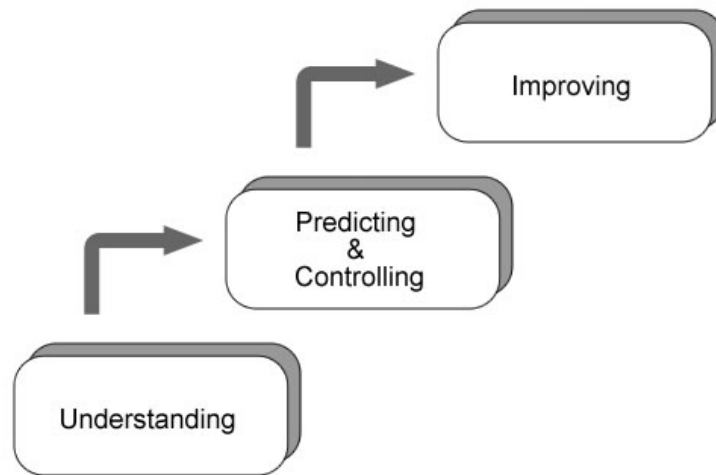 Improving
Predicting
&
Controlling
Understanding